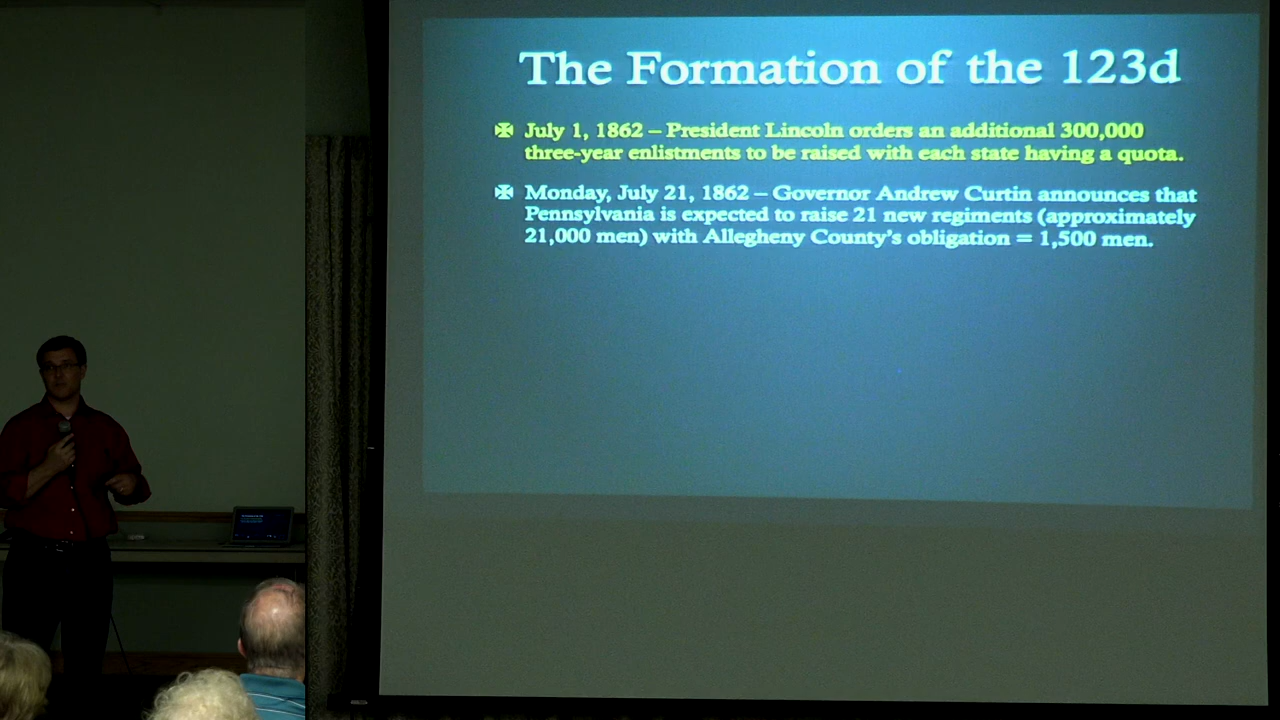 The Formation of the 123d
✠ July 1, 1862 – President Lincoln orders an additional 300,000
three-year enlistments to be raised with each state having a quota.
✠ Monday, July 21, 1862 – Governor Andrew Curtin announces that
Pennsylvania is expected to raise 21 new regiments (approximately
21,000 men) with Allegheny County's obligation = 1,500 men.